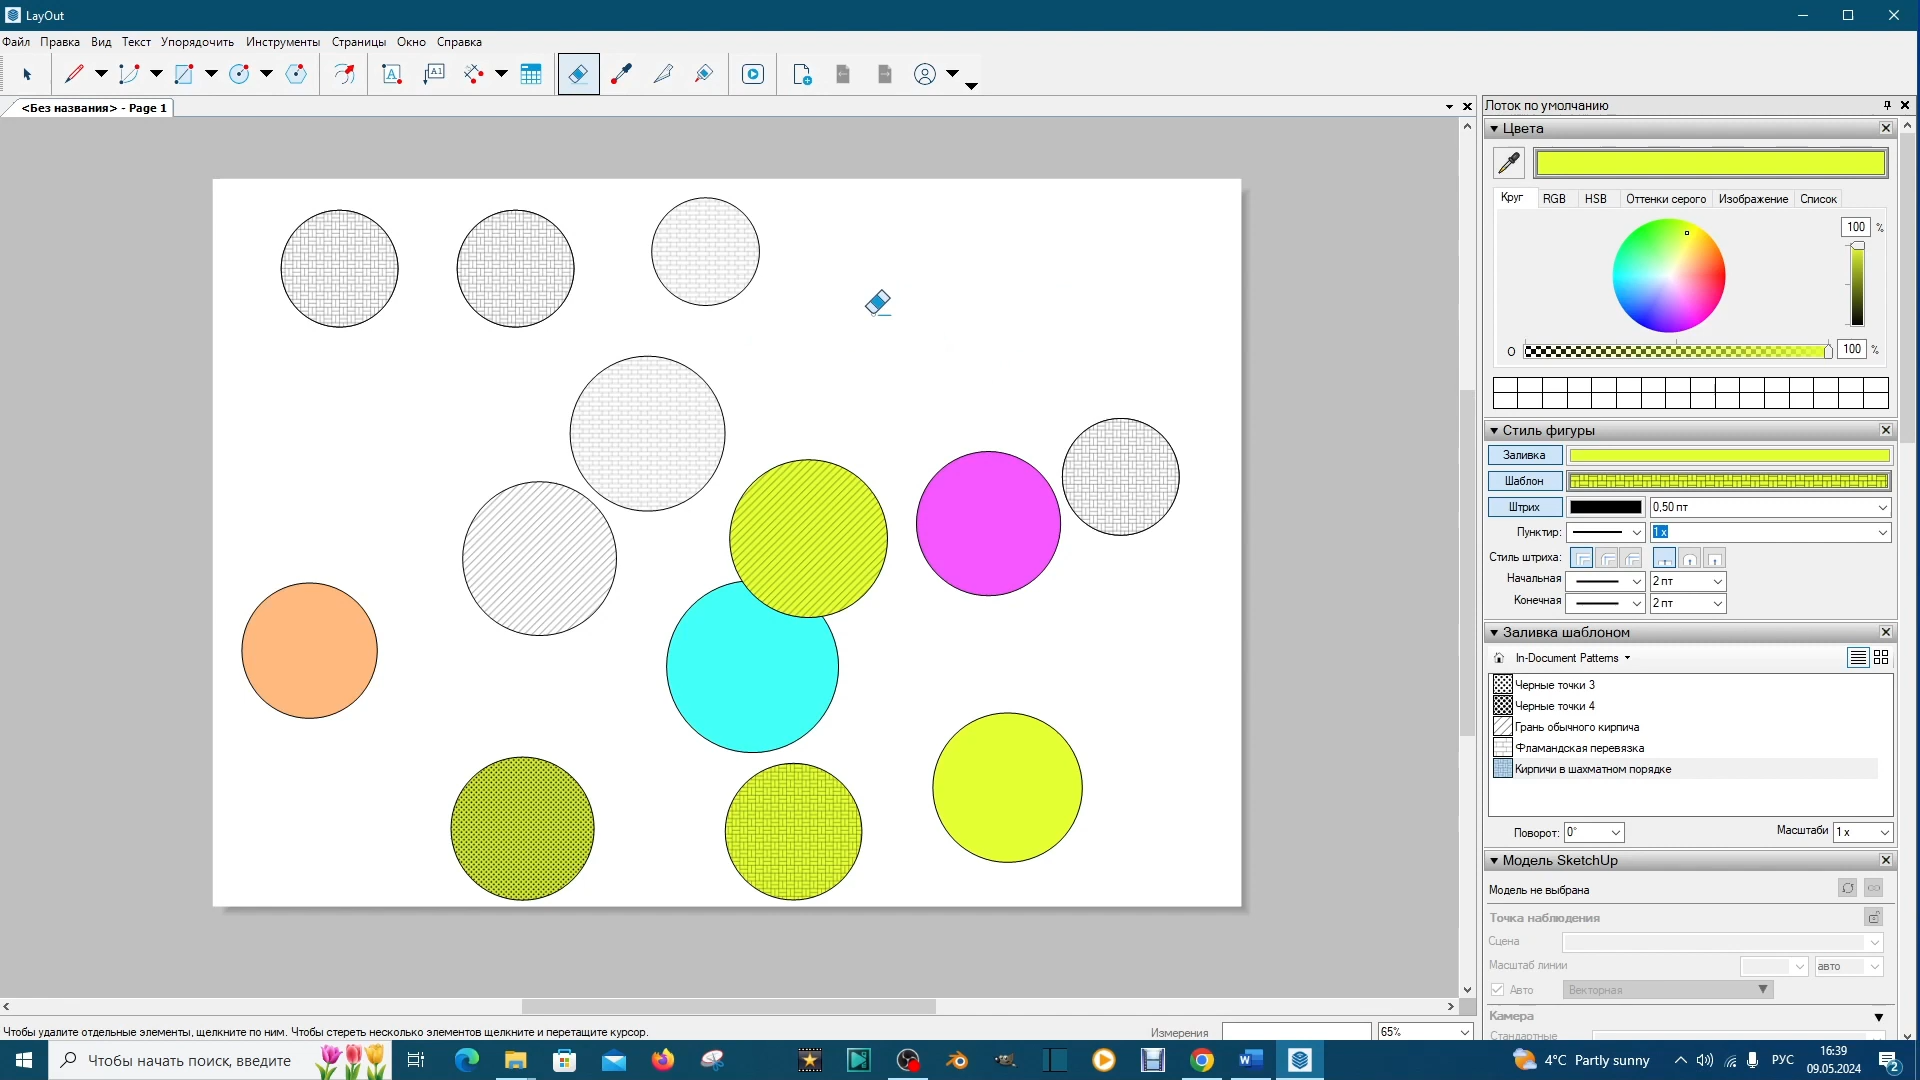 LayOut
Файл Правка Вид Текст Упорядочить Инструменты Страницы Окно Справка
<Без названия> - Page 1
Лоток по умолчанию
Цвета
Круг RGB HSB Оттенки серого Изображение Список
100 %
O 100 %
Стиль фигуры
Заливка
Шаблон
Штрих 0,50 пт
Пунктир: 1 x
Стиль штриха:
Начальная 2 пт
Конечная 2 пт
Заливка шаблоном
In-Document Patterns
Черные точки 3
Черные точки 4
Грань обычного кирпича
Фламандская перевязка
Кирпичи в шахматном порядке
Поворот: 0° Масштаби 1 x
Модель SketchUp
Модель не выбрана
Точка наблюдения
Сцена
Масштаб линии авто
Авто Векторная
Камера
Стандартные
Чтобы удалите отдельные элементы, щелкните по ним. Чтобы стереть несколько элементов щелкните и перетащите курсор.
Измерения 65%
Чтобы начать поиск, введите
4°C Partly sunny РУС 16:39
09.05.2024 2